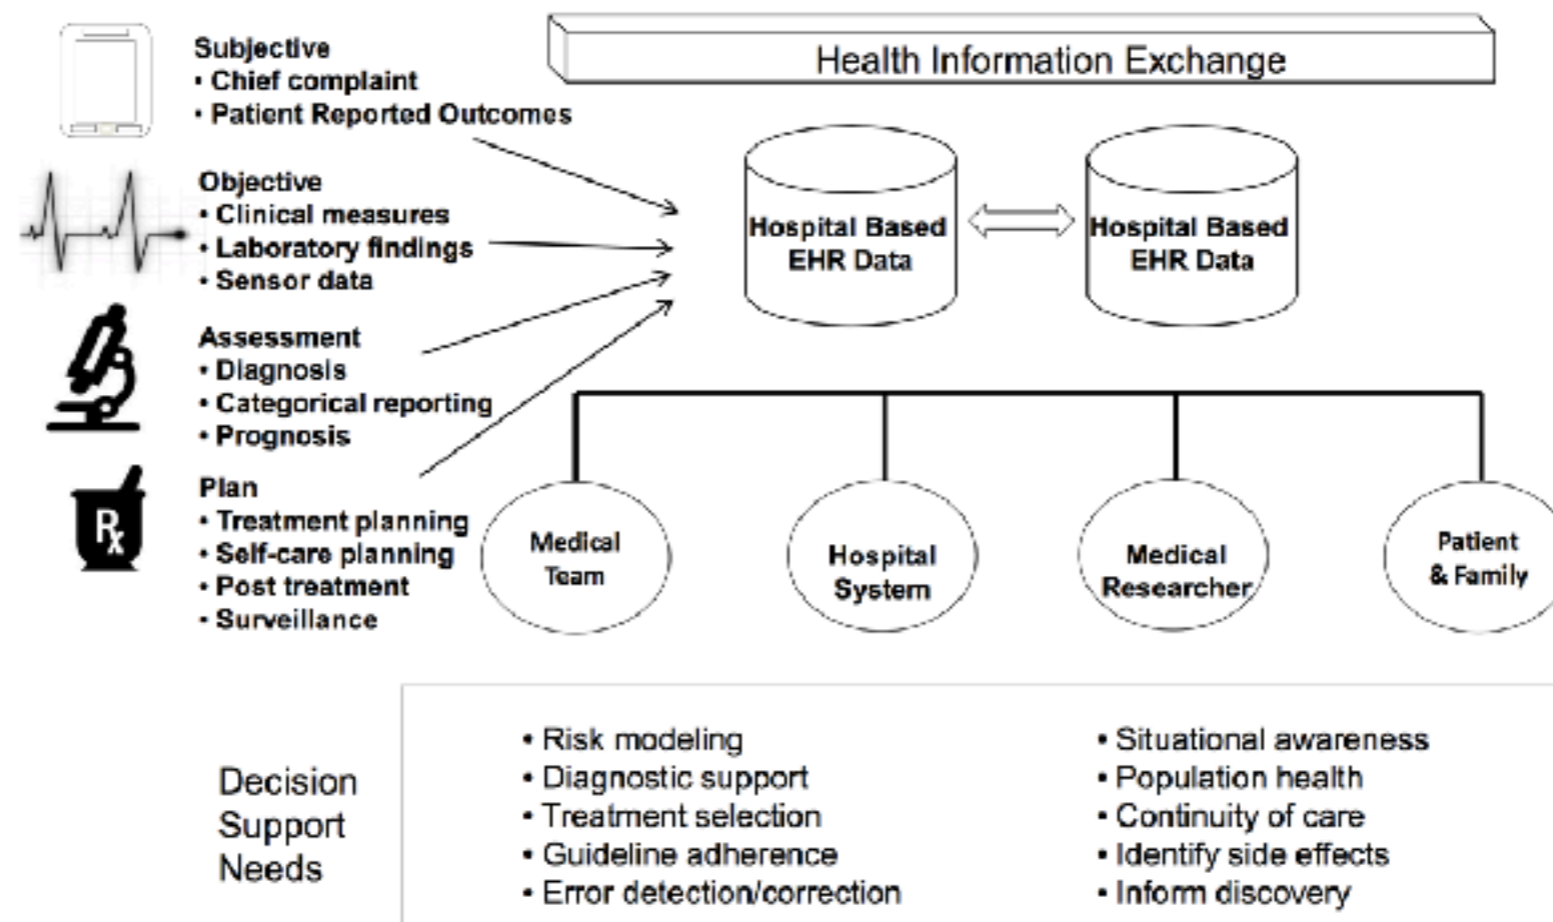 Subjective
• Chief complaint
• Patient Reported Outcomes
Objective
• Clinical measures
• Laboratory findings
• Sensor data
Assessment
• Diagnosis
• Categorical reporting
• Prognosis
Plan
• Treatment planning
• Self-care planning
• Post treatment
• Surveillance
Rx
Health Information Exchange
Hospital Based
EHR Data
Hospital Based
EHR Data
Medical
Team
Hospital
System
Medical
Researcher
Patient
& Family
Decision
Support
Needs
• Risk modeling
• Diagnostic support
• Treatment selection
• Guideline adherence
• Error detection/correction
• Situational awareness
• Population health
• Continuity of care
• Identify side effects
• Inform discovery